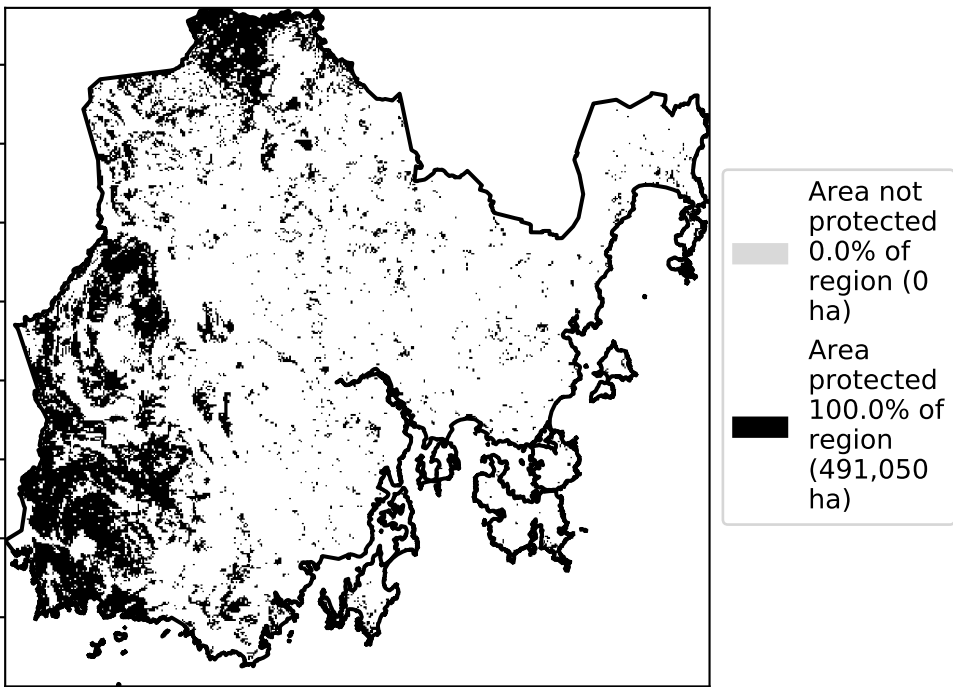 Area not
protected
0.0% of
region (0
ha)
Area
protected
100.0% of
region
(491,050
ha)